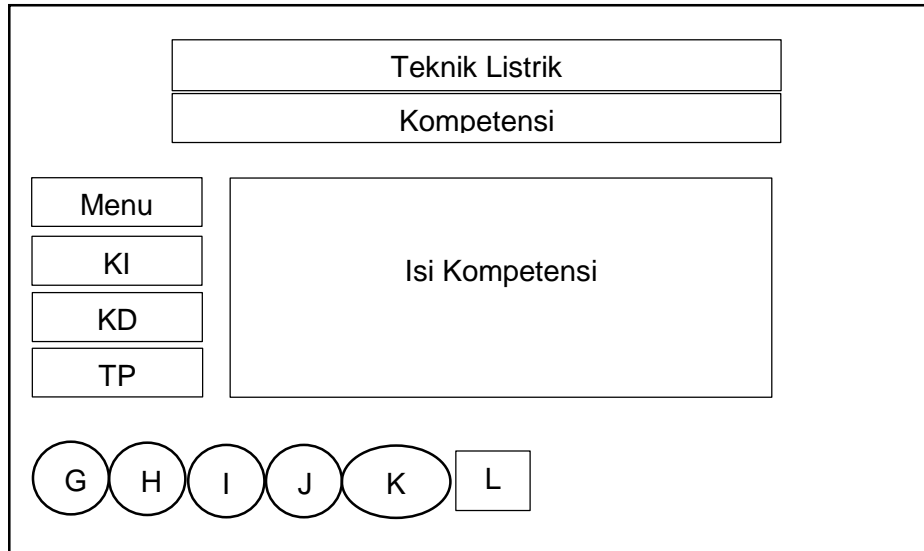 Teknik Listrik
Kompetensi
Menu
KI
KD
TP
Isi Kompetensi
G H I J K L